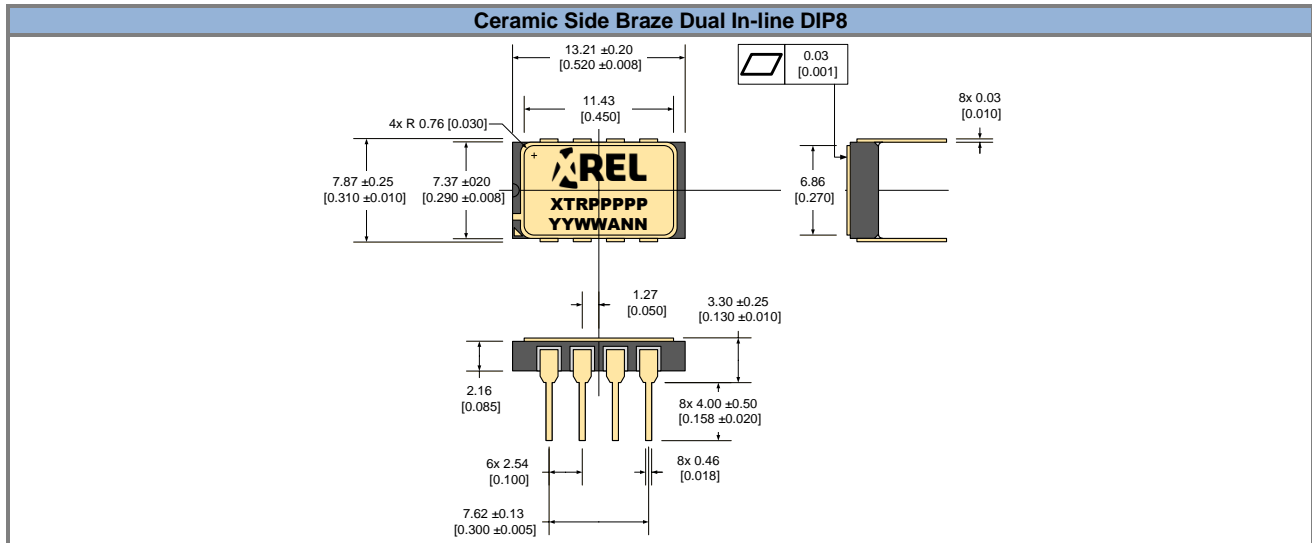 Ceramic Side Braze Dual In-line DIP8
13.21 ±0.20
[0.520 ±0.008]
0.03
[0.001]
11.43
[0.450]
8x 0.03
[0.010]
4x R 0.76 [0.030]
+
XREL
7.87 ±0.25
[0.310 ±0.010]
7.37 ±020
[0.290 ±0.008]
XTRPPPPP
YYWWANN
6.86
[0.270]
1.27
[0.050]
3.30 ±0.25
[0.130 ±0.010]
2.16
[0.085]
8x 4.00 ±0.50
[0.158 ±0.020]
6x 2.54
[0.100]
8x 0.46
[0.018]
7.62 ±0.13
[0.300 ±0.005]